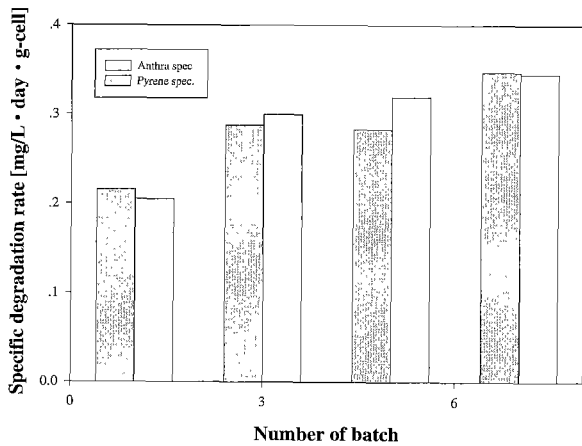 .4
.3
.2
.1
0.0
Specific degradation rate [mg/L • day • g-cell]
Anthra spec
Pyrene spec.
0
3
6
Number of batch